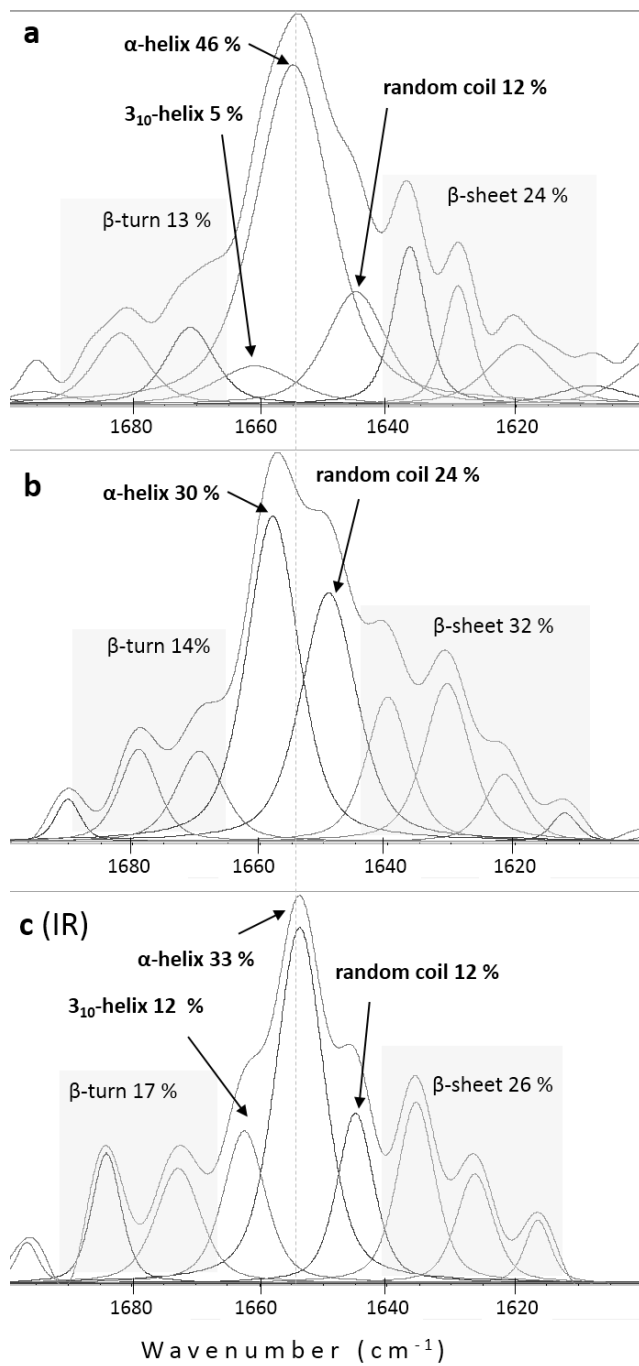 a
α-helix 46 %
random coil 12 %
3₁₀-helix 5 %
β-turn 13 %
β-sheet 24 %
1680 1660 1640 1620
b
random coil 24 %
α-helix 30 %
β-sheet 32 %
β-turn 14%
1680 1660 1640 1620
c (IR)
α-helix 33 %
random coil 12 %
3₁₀-helix 12 %
β-turn 17 %
β-sheet 26 %
1680 1660 1640 1620
Wavenumber (cm⁻¹)